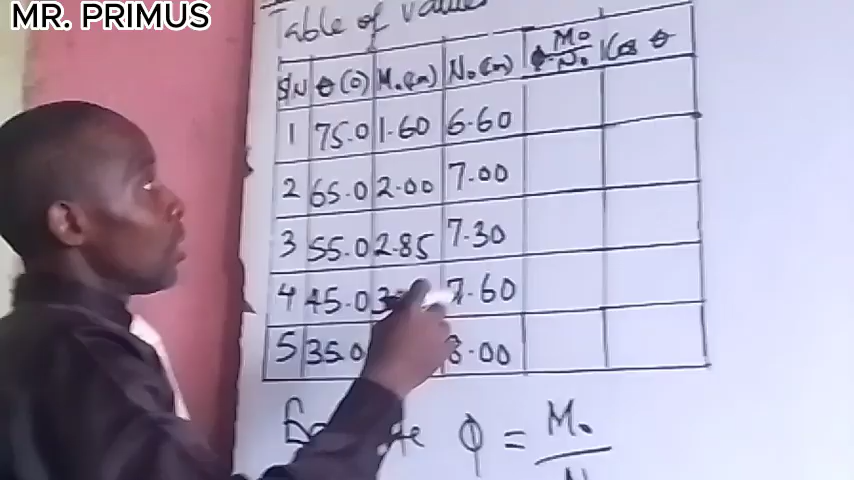 MR. PRIMUS
Table of values
S/N θ(0) M₀(m) N₀(m) ϕ=M₀/N₀ Cos θ
1 75.0 1.60 6.60
2 65.0 2.00 7.00
3 55.0 2.85 7.30
4 45.0 7.60
5 35.0 8.00
ϕ = M₀